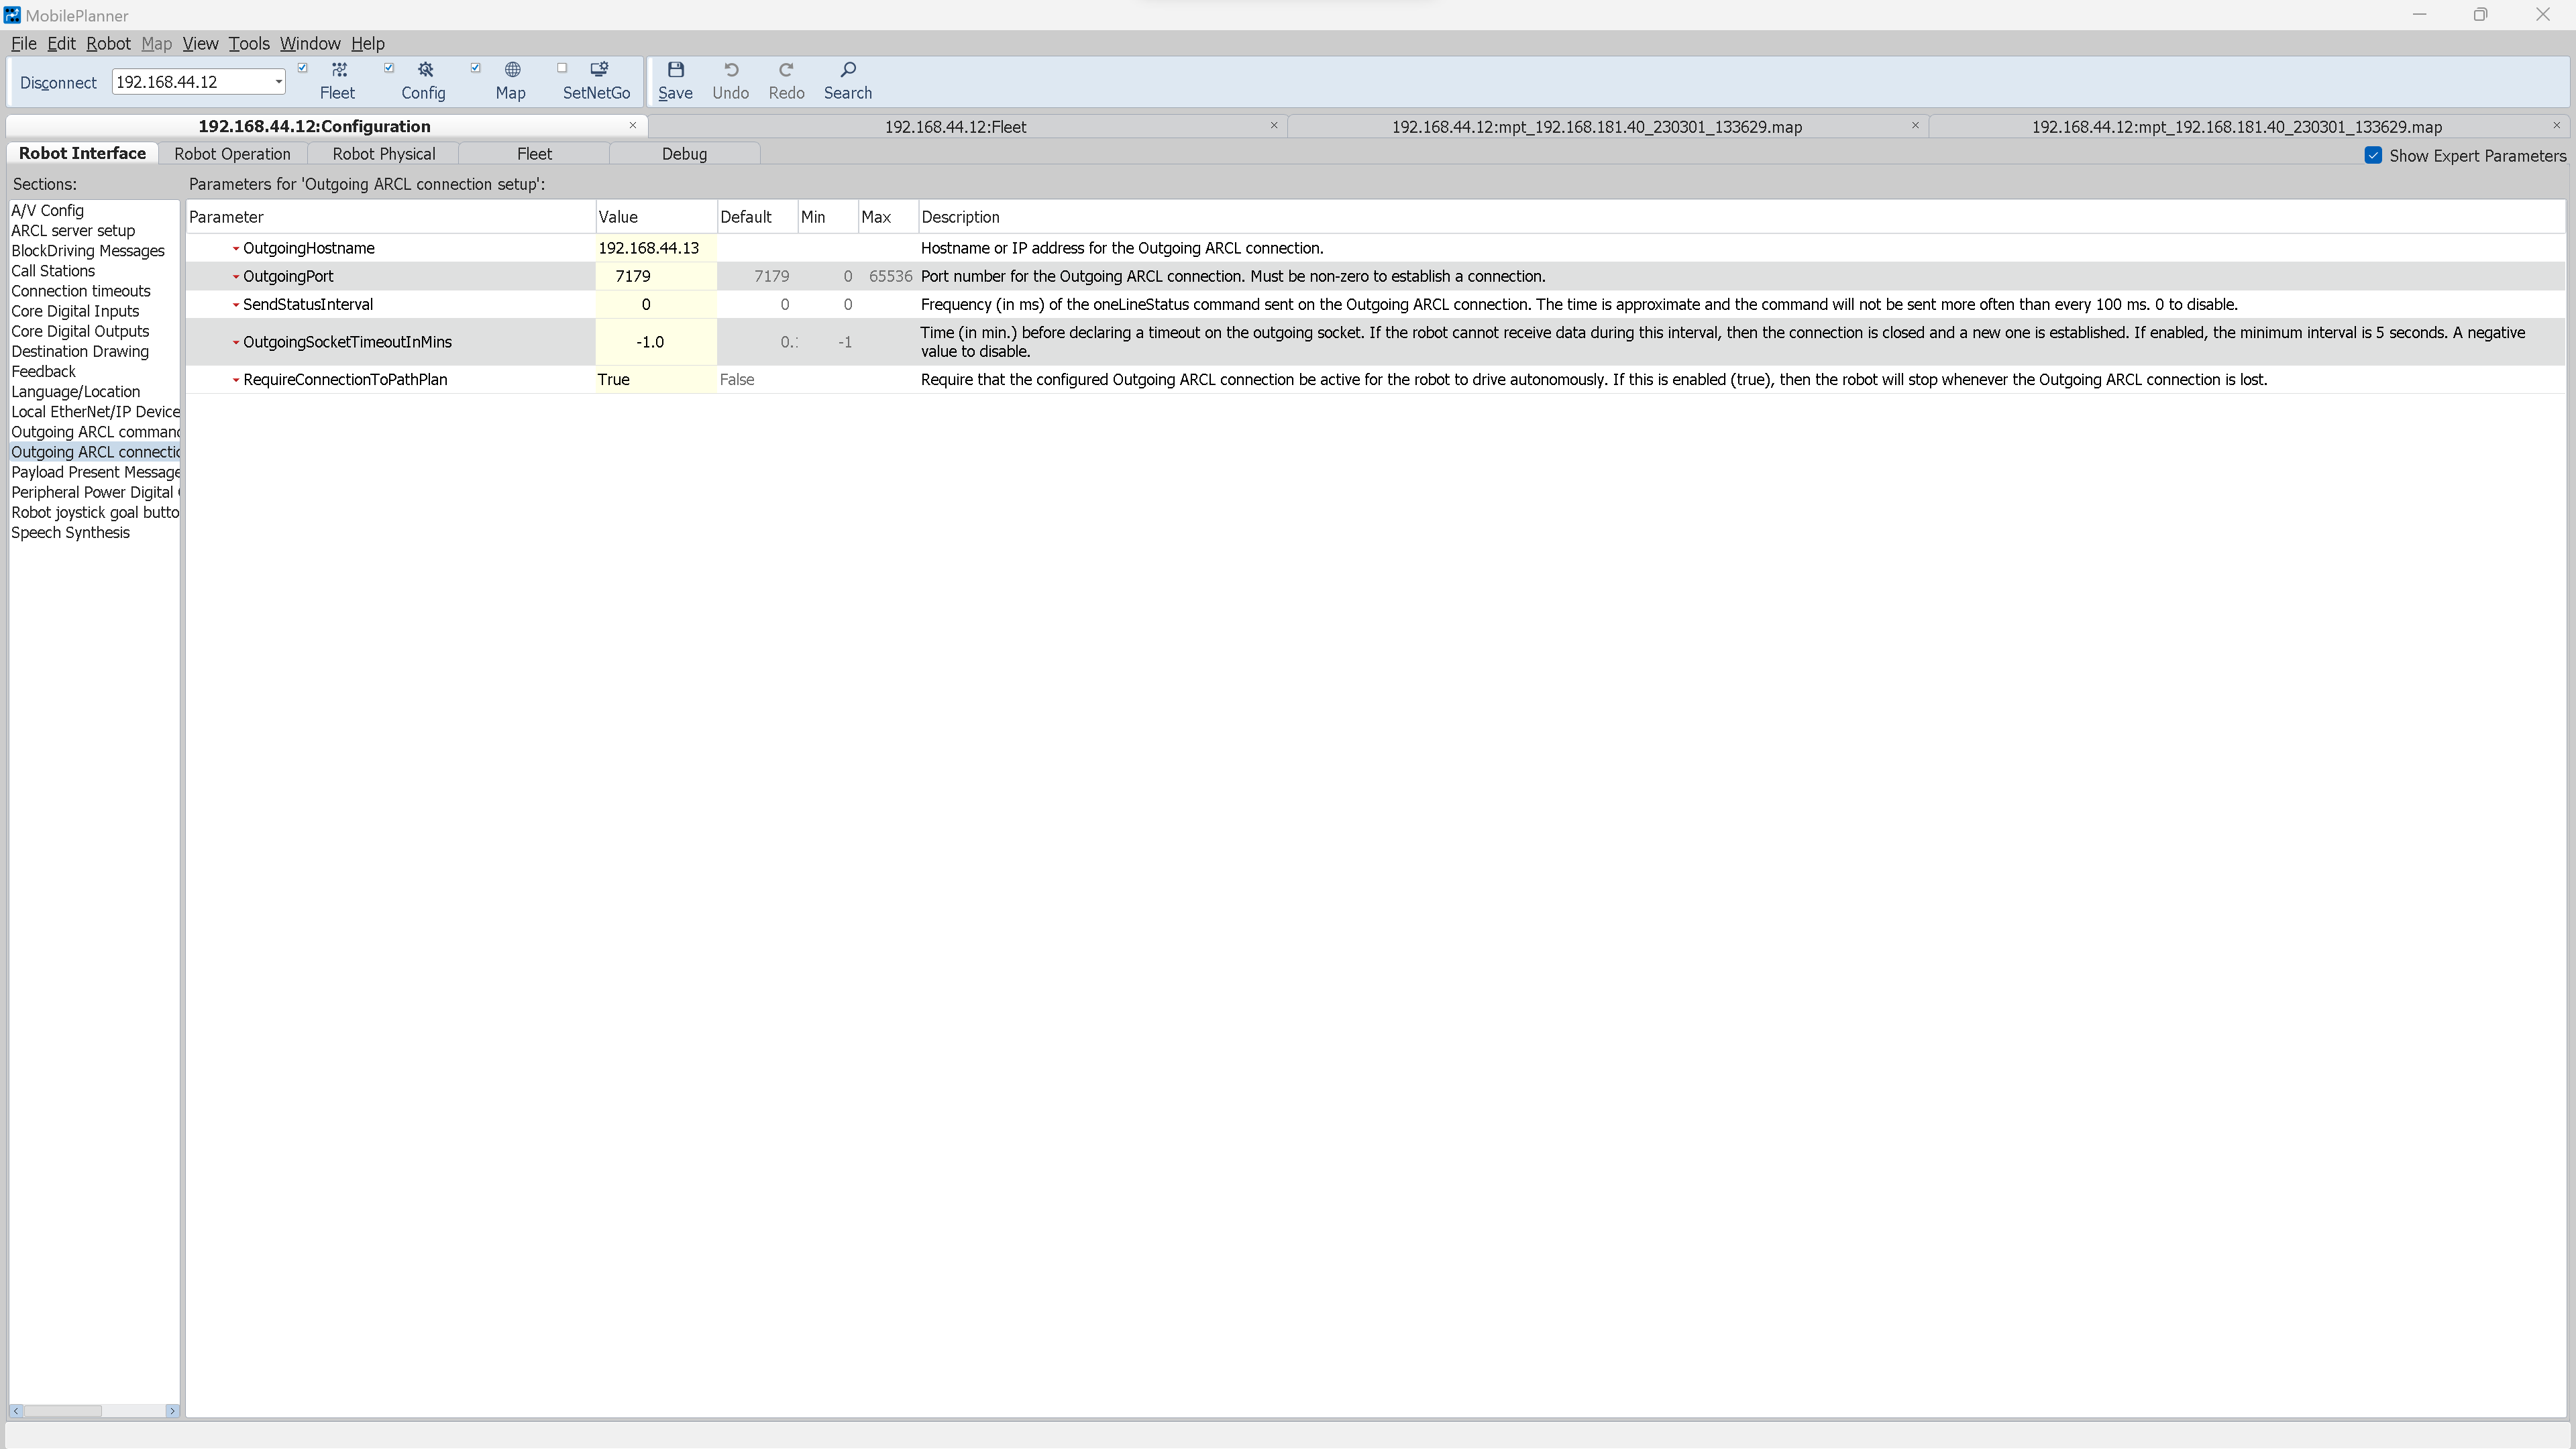 MobilePlanner
File Edit Robot Map View Tools Window Help
Disconnect 192.168.44.12 Fleet Config Map SetNetGo Save Undo Redo Search
192.168.44.12:Configuration 192.168.44.12:Fleet 192.168.44.12:mpt_192.168.181.40_230301_133629.map 192.168.44.12:mpt_192.168.181.40_230301_133629.map
Robot Interface Robot Operation Robot Physical Fleet Debug Show Expert Parameters
Sections:
A/V Config
ARCL server setup
BlockDriving Messages
Call Stations
Connection timeouts
Core Digital Inputs
Core Digital Outputs
Destination Drawing
Feedback
Language/Location
Local EtherNet/IP Device
Outgoing ARCL command
Outgoing ARCL connectio
Payload Present Message
Peripheral Power Digital
Robot joystick goal butto
Speech Synthesis
Parameters for 'Outgoing ARCL connection setup':
Parameter Value Default Min Max Description
OutgoingHostname 192.168.44.13 Hostname or IP address for the Outgoing ARCL connection.
OutgoingPort 7179 7179 0 65536 Port number for the Outgoing ARCL connection. Must be non-zero to establish a connection.
SendStatusInterval 0 0 0 Frequency (in ms) of the oneLineStatus command sent on the Outgoing ARCL connection. The time is approximate and the command will not be sent more often than every 100 ms. 0 to disable.
OutgoingSocketTimeoutInMins -1.0 0. -1 Time (in min.) before declaring a timeout on the outgoing socket. If the robot cannot receive data during this interval, then the connection is closed and a new one is established. If enabled, the minimum interval is 5 seconds. A negative
value to disable.
RequireConnectionToPathPlan True False Require that the configured Outgoing ARCL connection be active for the robot to drive autonomously. If this is enabled (true), then the robot will stop whenever the Outgoing ARCL connection is lost.